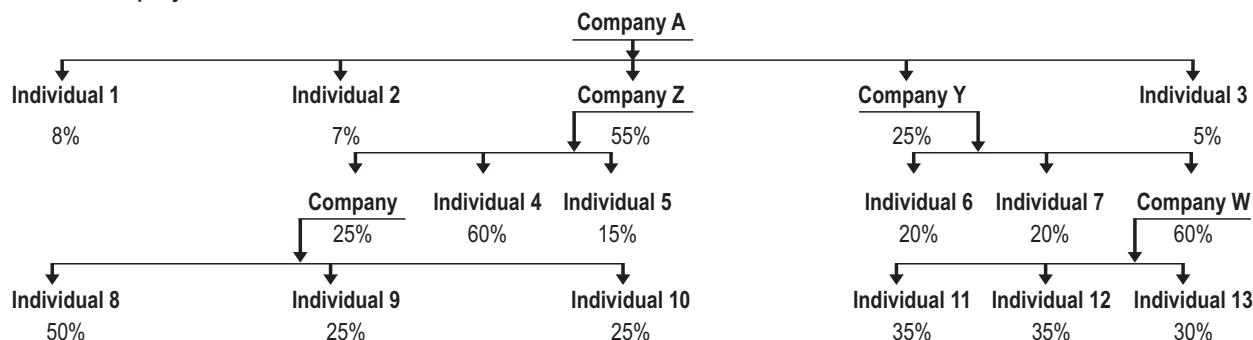 Company A
Individual 1 Individual 2 Company Z Company Y Individual 3
8% 7% 55% 25% 5%
Company Individual 4 Individual 5 Individual 6 Individual 7 Company W
25% 60% 15% 20% 20% 60%
Individual 8 Individual 9 Individual 10 Individual 11 Individual 12 Individual 13
50% 25% 25% 35% 35% 30%